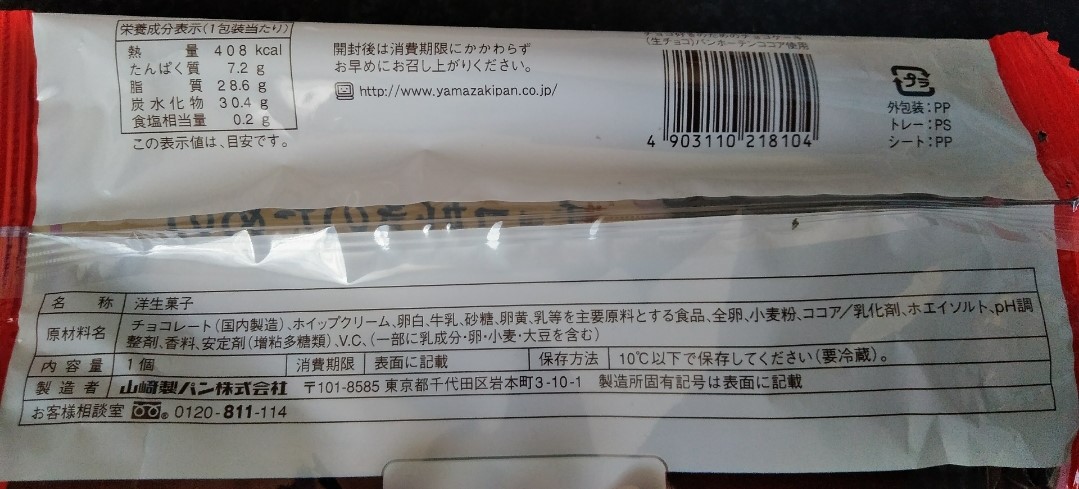 栄養成分表示(1包装当たり)
熱量 408 kcal
たんぱく質 7.2 g
脂質 28.6 g
炭水化物 30.4 g
食塩相当量 0.2 g
この表示値は、目安です。
開封後は消費期限にかかわらず
お早めにお召し上がりください。
http://www.yamazakipan.co.jp/
(生チョコ)バンホーテンココア使用
4 903110 218104
プラ
外包装:PP
トレー:PS
シート:PP
名称 洋生菓子
原材料名 チョコレート(国内製造)、ホイップクリーム、卵白、牛乳、砂糖、卵黄、乳等を主要原料とする食品、全卵、小麦粉、ココア/乳化剤、ホエイソルト、pH調
整剤、香料、安定剤(増粘多糖類)、V.C、(一部に乳成分・卵・小麦・大豆を含む)
内容量 1個 消費期限 表面に記載 保存方法 10℃以下で保存してください(要冷蔵)。
製造者 山崎製パン株式会社 〒101-8585 東京都千代田区岩本町3-10-1 製造所固有記号は表面に記載
お客様相談室 0120-811-114